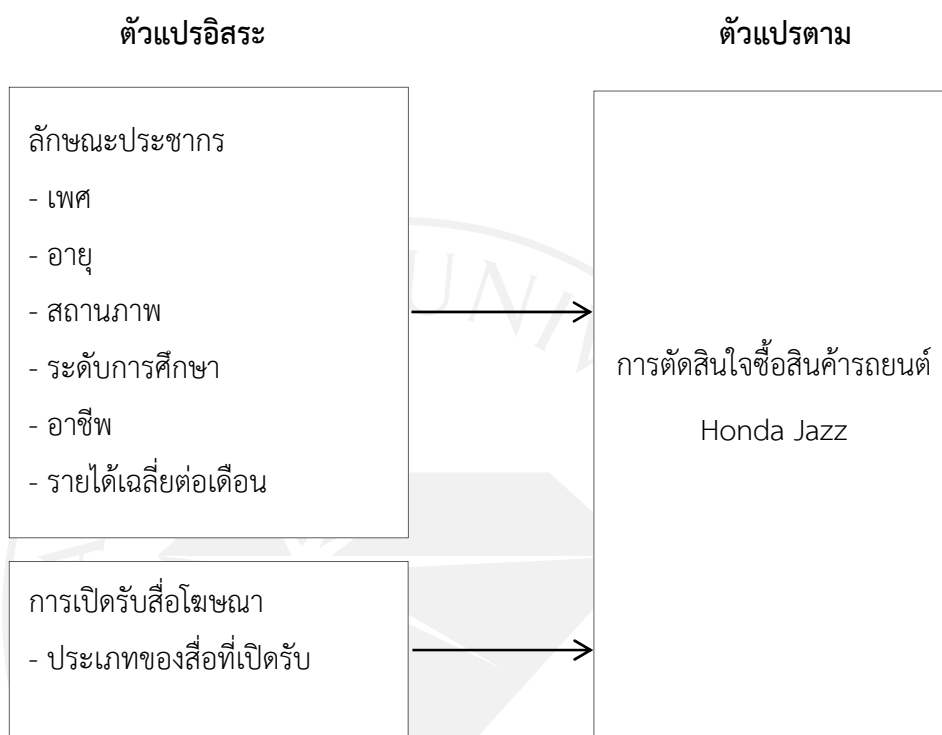 ตัวแปรอิสระ
ตัวแปรตาม
ลักษณะประชากร
- เพศ
- อายุ
- สถานภาพ
- ระดับการศึกษา
- อาชีพ
- รายได้เฉลี่ยต่อเดือน
การเปิดรับสื่อโฆษณา
- ประเภทของสื่อที่เปิดรับ
การตัดสินใจซื้อสินค้ารถยนต์
Honda Jazz